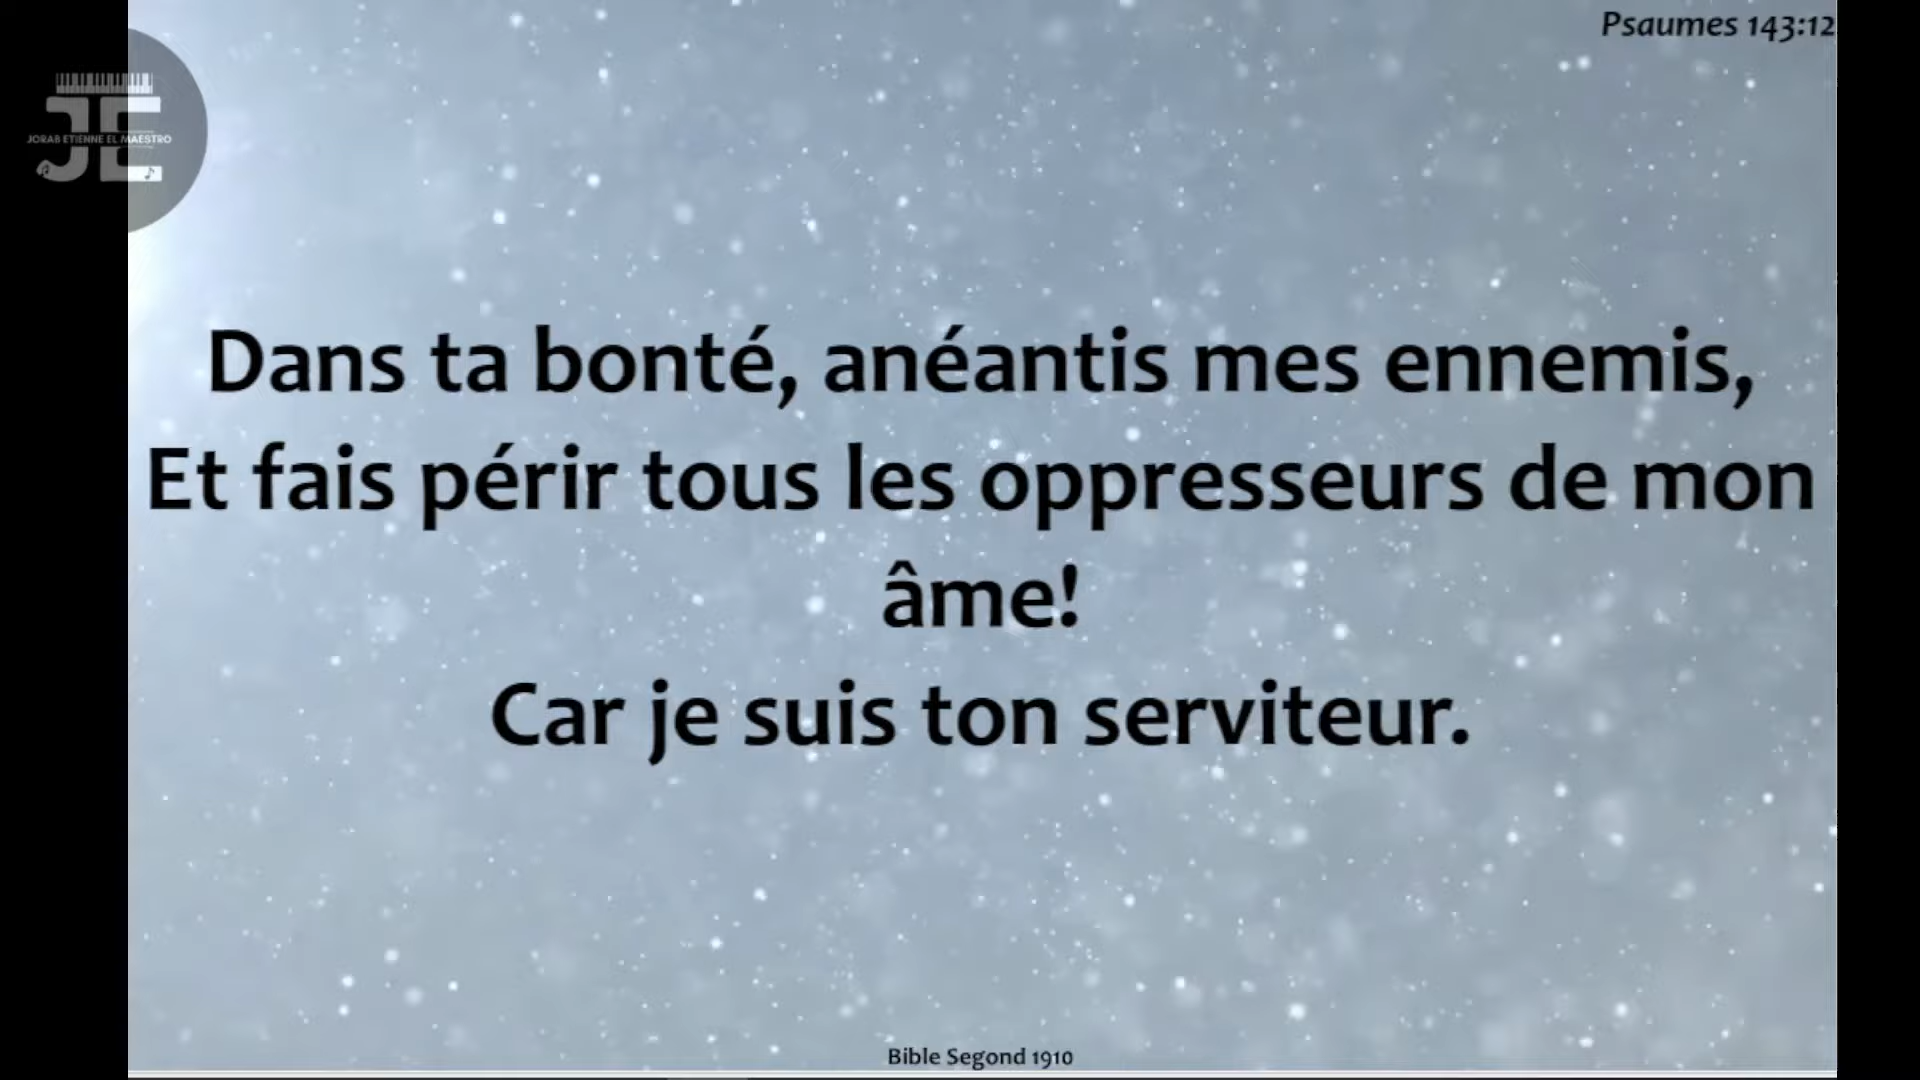 Psaumes 143:12
JE
JORAB ETIENNE EL MAESTRO
Dans ta bonté, anéantis mes ennemis,
Et fais périr tous les oppresseurs de mon
âme!
Car je suis ton serviteur.
Bible Segond 1910